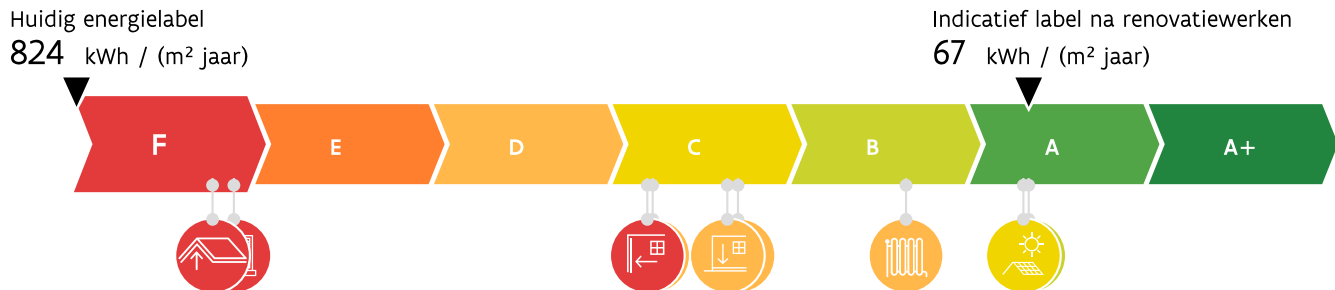 Huidig energielabel
824 kWh / (m² jaar)
Indicatief label na renovatiewerken
67 kWh / (m² jaar)
F E D C B A A+